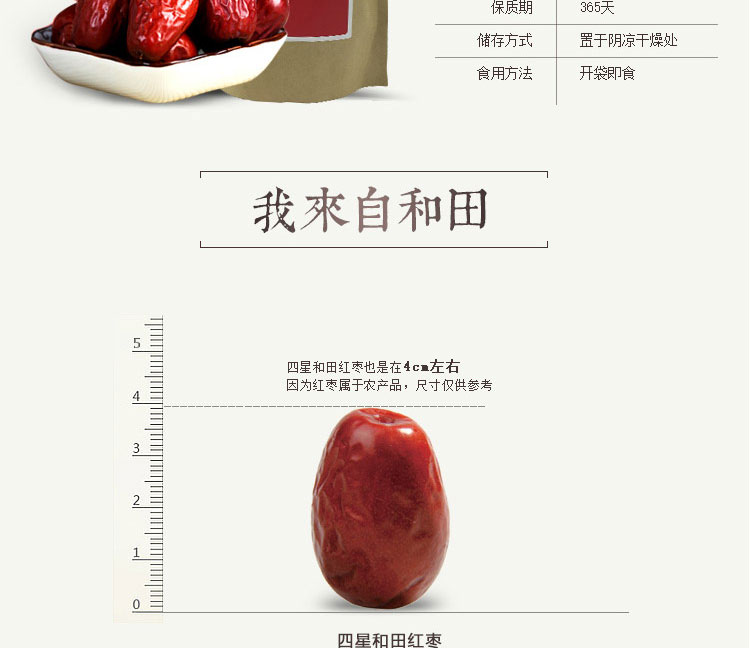 保质期 365天
储存方式 置于阴凉干燥处
食用方法 开袋即食
我來自和田
四星和田红枣也是在4cm左右
因为红枣属于农产品，尺寸仅供参考
5
4
3
2
1
0
四星和田红枣